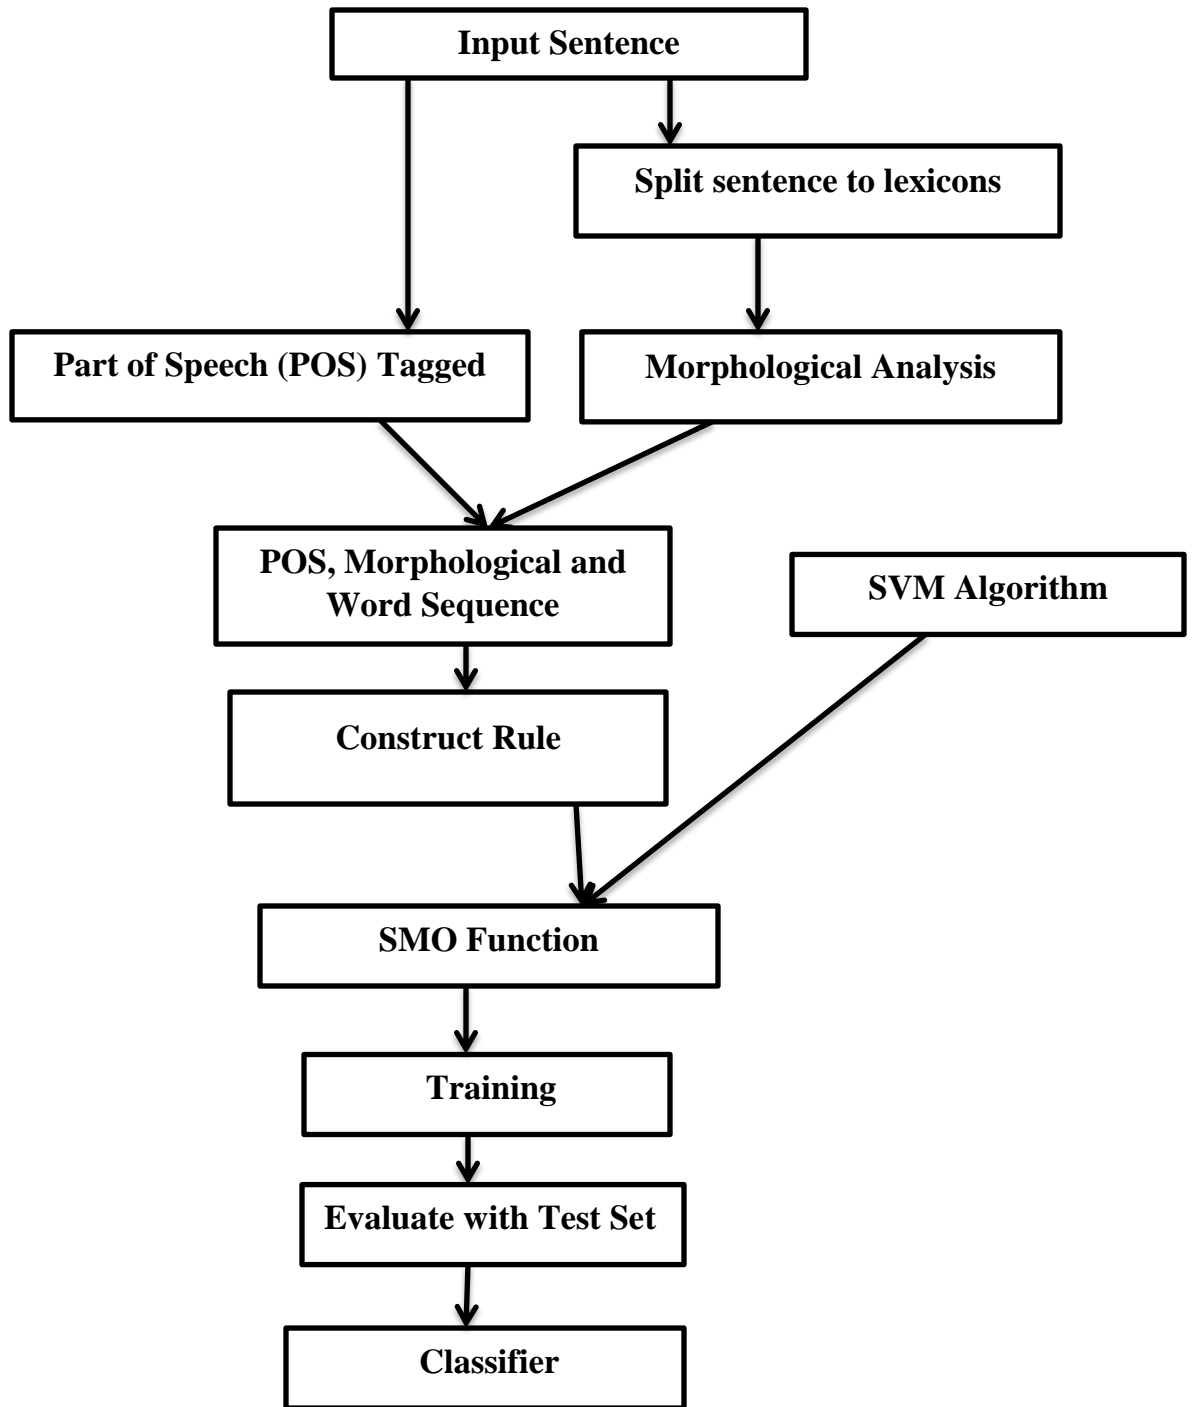 Input Sentence
Split sentence to lexicons
Part of Speech (POS) Tagged
Morphological Analysis
POS, Morphological and
Word Sequence
SVM Algorithm
Construct Rule
SMO Function
Training
Evaluate with Test Set
Classifier